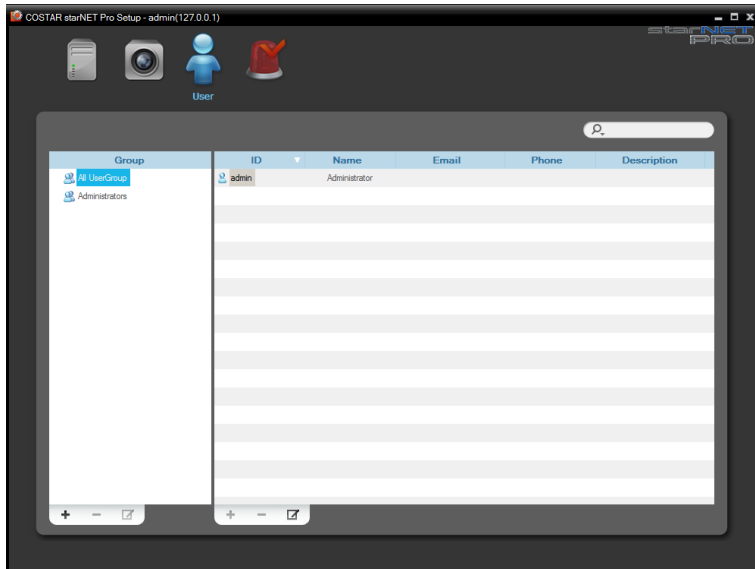 COSTAR starNET Pro Setup - admin(127.0.0.1)
starNET
PRO
User
Group ID Name Email Phone Description
All UserGroup admin Administrator
Administrators